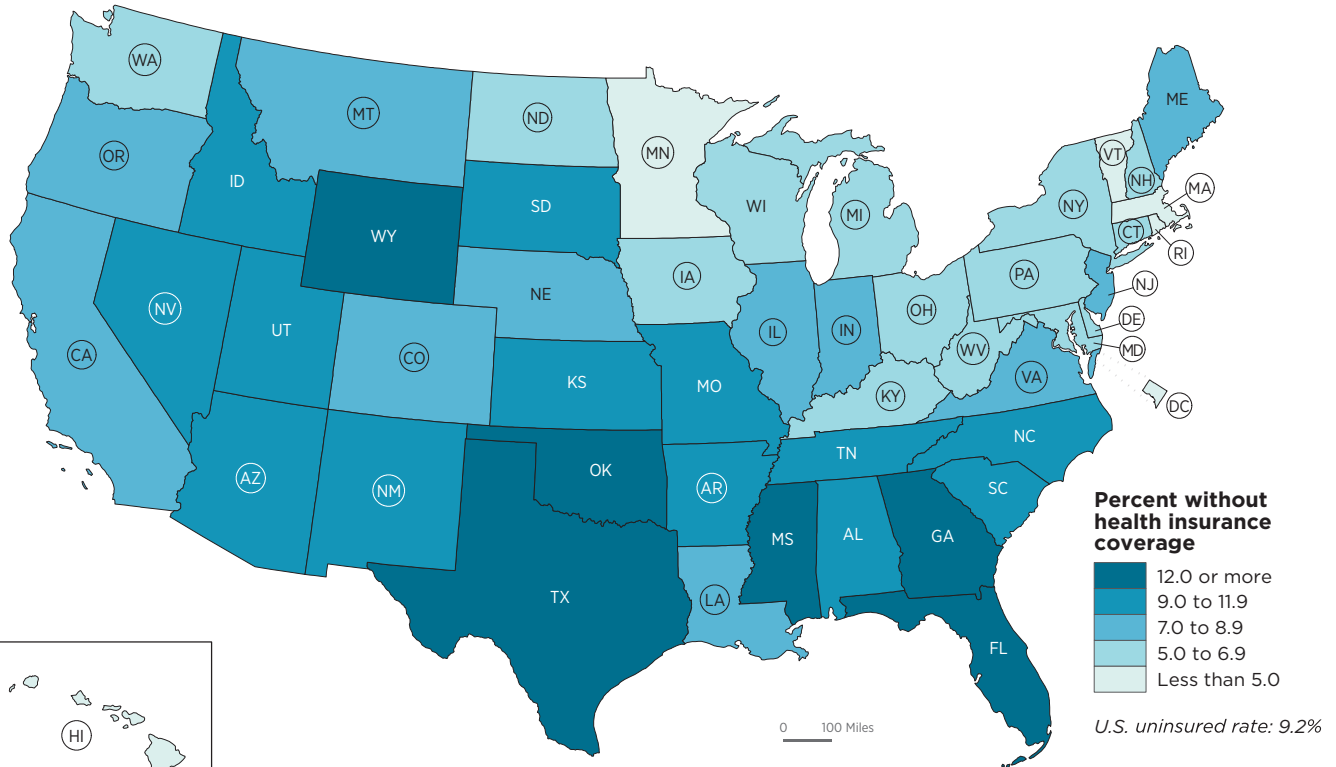 WA
MT
ND
MN
ME
OR
ID
SD
WI
MI
VT
NH
MA
NY
WY
CT
RI
NV
UT
NE
IA
PA
NJ
CA
CO
IL
IN
OH
DE
WV
MD
KS
MO
KY
VA
DC
AZ
NM
OK
AR
TN
NC
SC
TX
MS
AL
GA
LA
FL
HI
0 100 Miles
Percent without
health insurance
coverage
12.0 or more
9.0 to 11.9
7.0 to 8.9
5.0 to 6.9
Less than 5.0
U.S. uninsured rate: 9.2%